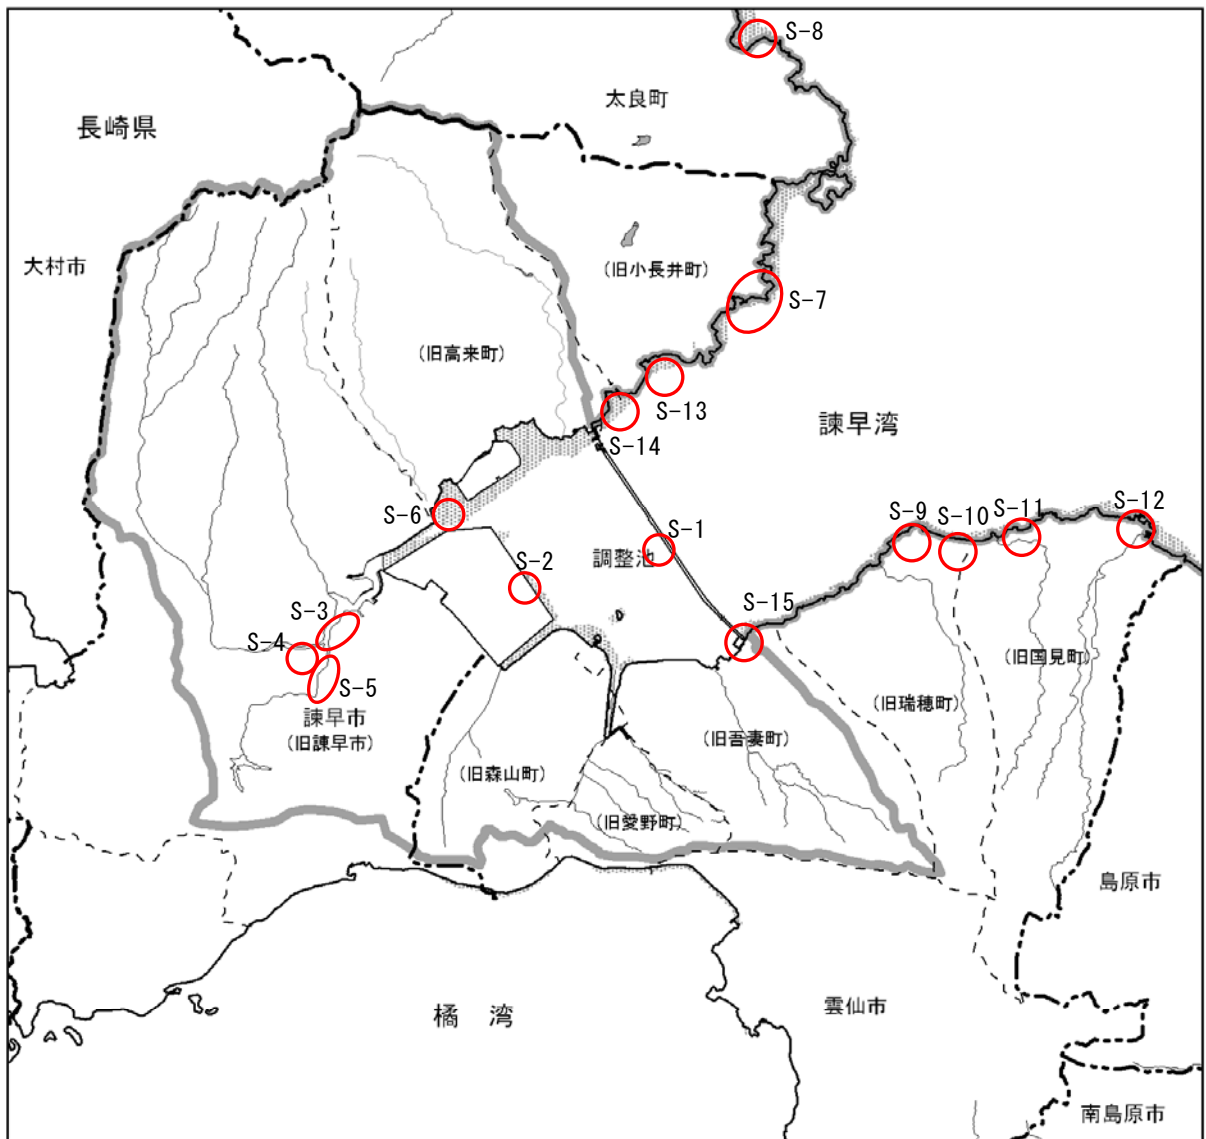 S-8
太良町
長崎県
大村市
(旧小長井町)
S-7
(旧高来町)
S-13
諫早湾
S-14
S-6
S-9
S-10
S-11
S-12
S-1
調整池
S-2
S-15
S-3
S-4
S-5
諫早市
(旧諫早市)
(旧国見町)
(旧瑞穂町)
(旧吾妻町)
(旧森山町)
(旧愛野町)
島原市
橘 湾
雲仙市
南島原市